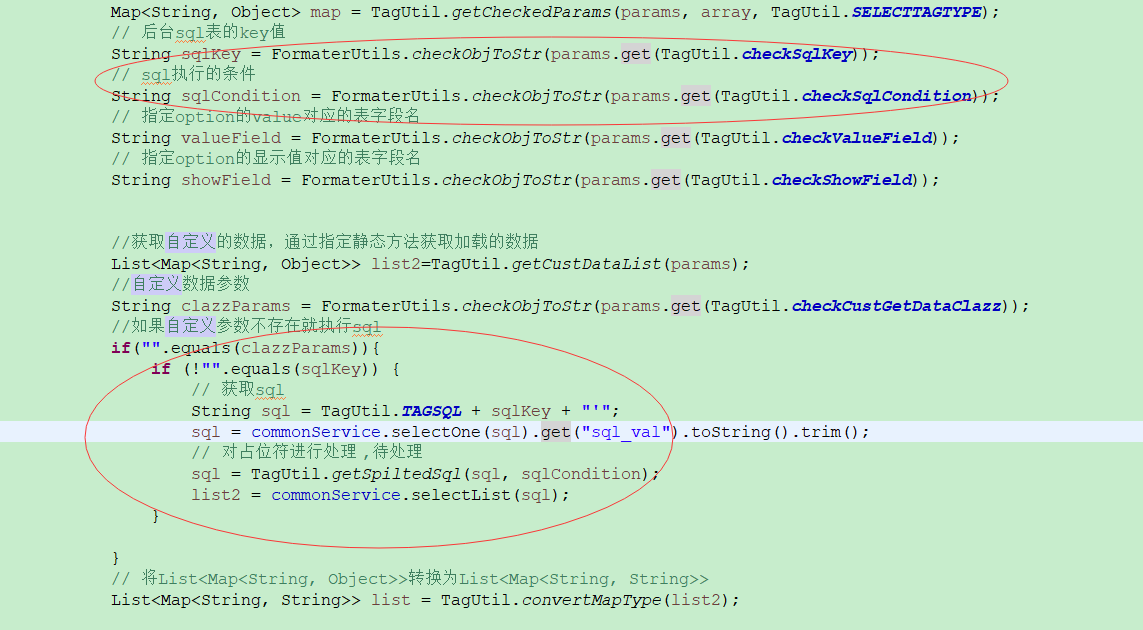 Map<String, Object> map = TagUtil.getCheckedParams(params, array, TagUtil.SELECTTAGTYPE);
// 后台sql表的key值
String sqlKey = FormaterUtils.checkObjToStr(params.get(TagUtil.checkSqlKey));
// sql执行的条件
String sqlCondition = FormaterUtils.checkObjToStr(params.get(TagUtil.checkSqlCondition));
// 指定option的value对应的表字段名
String valueField = FormaterUtils.checkObjToStr(params.get(TagUtil.checkValueField));
// 指定option的显示值对应的表字段名
String showField = FormaterUtils.checkObjToStr(params.get(TagUtil.checkShowField));
//获取自定义的数据，通过指定静态方法获取加载的数据
List<Map<String, Object>> list2=TagUtil.getCustDataList(params);
//自定义数据参数
String clazzParams = FormaterUtils.checkObjToStr(params.get(TagUtil.checkCustGetDataClazz));
//如果自定义参数不存在就执行sql
if("".equals(clazzParams)){
if (!"".equals(sqlKey)) {
// 获取sql
String sql = TagUtil.TAGSQL + sqlKey + "'";
sql = commonService.selectOne(sql).get("sql_val").toString().trim();
// 对占位符进行处理,待处理
sql = TagUtil.getSpiltedSql(sql, sqlCondition);
list2 = commonService.selectList(sql);
}
}
// 将List<Map<String, Object>>转换为List<Map<String, String>>
List<Map<String, String>> list = TagUtil.convertMapType(list2);